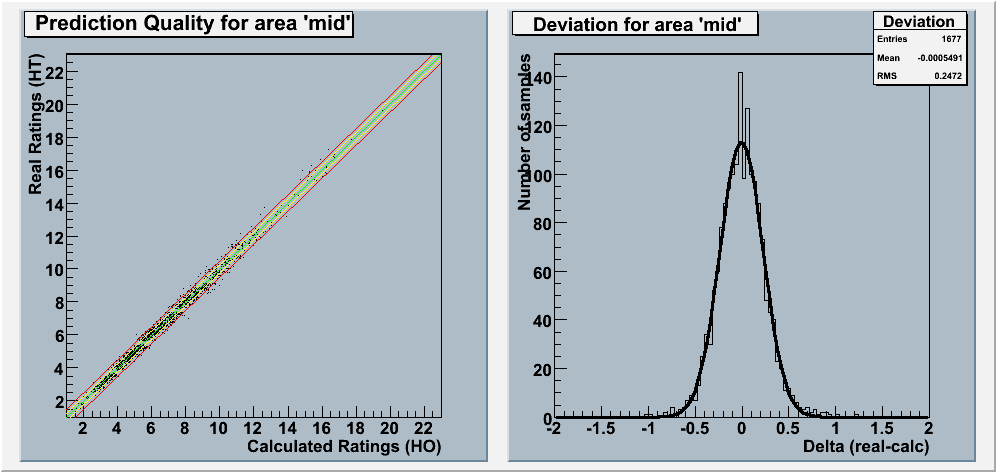 Prediction Quality for area 'mid'
Real Ratings (HT)
22
20
18
16
14
12
10
8
6
4
2
2 4 6 8 10 12 14 16 18 20 22
Calculated Ratings (HO)
Deviation for area 'mid'
Deviation
Entries 1677
Mean -0.0005491
RMS 0.2472
Number of samples
140
120
100
80
60
40
20
0
-2 -1.5 -1 -0.5 0 0.5 1 1.5 2
Delta (real-calc)